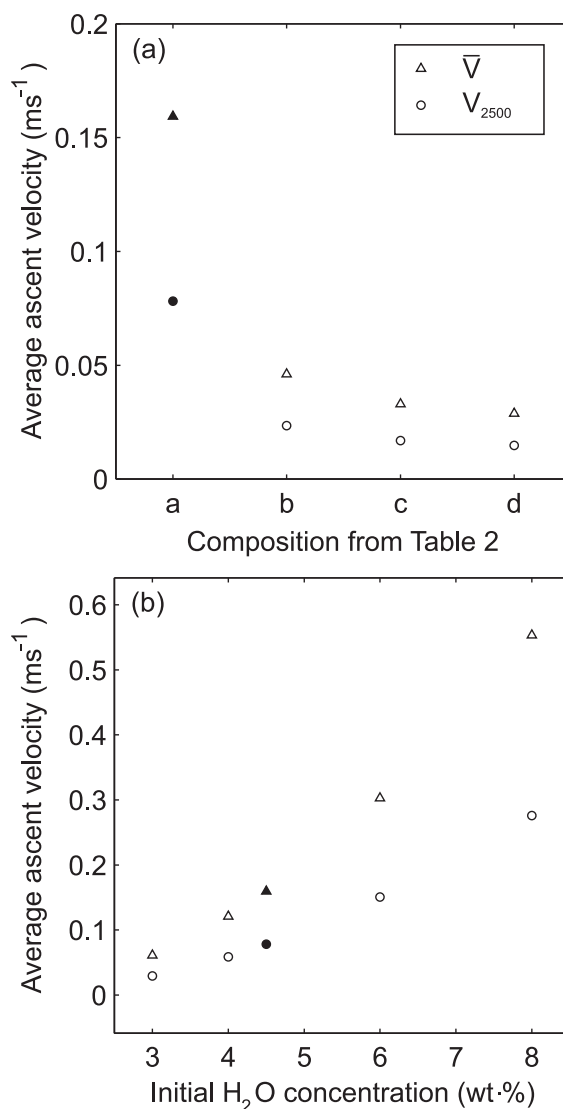 (a)
V̅
V₂₅₀₀
0.2
0.15
0.1
0.05
0
Average ascent velocity (ms⁻¹)
a b c d
Composition from Table 2
(b)
0.6
0.5
0.4
0.3
0.2
0.1
0
Average ascent velocity (ms⁻¹)
3 4 5 6 7 8
Initial H₂O concentration (wt·%)